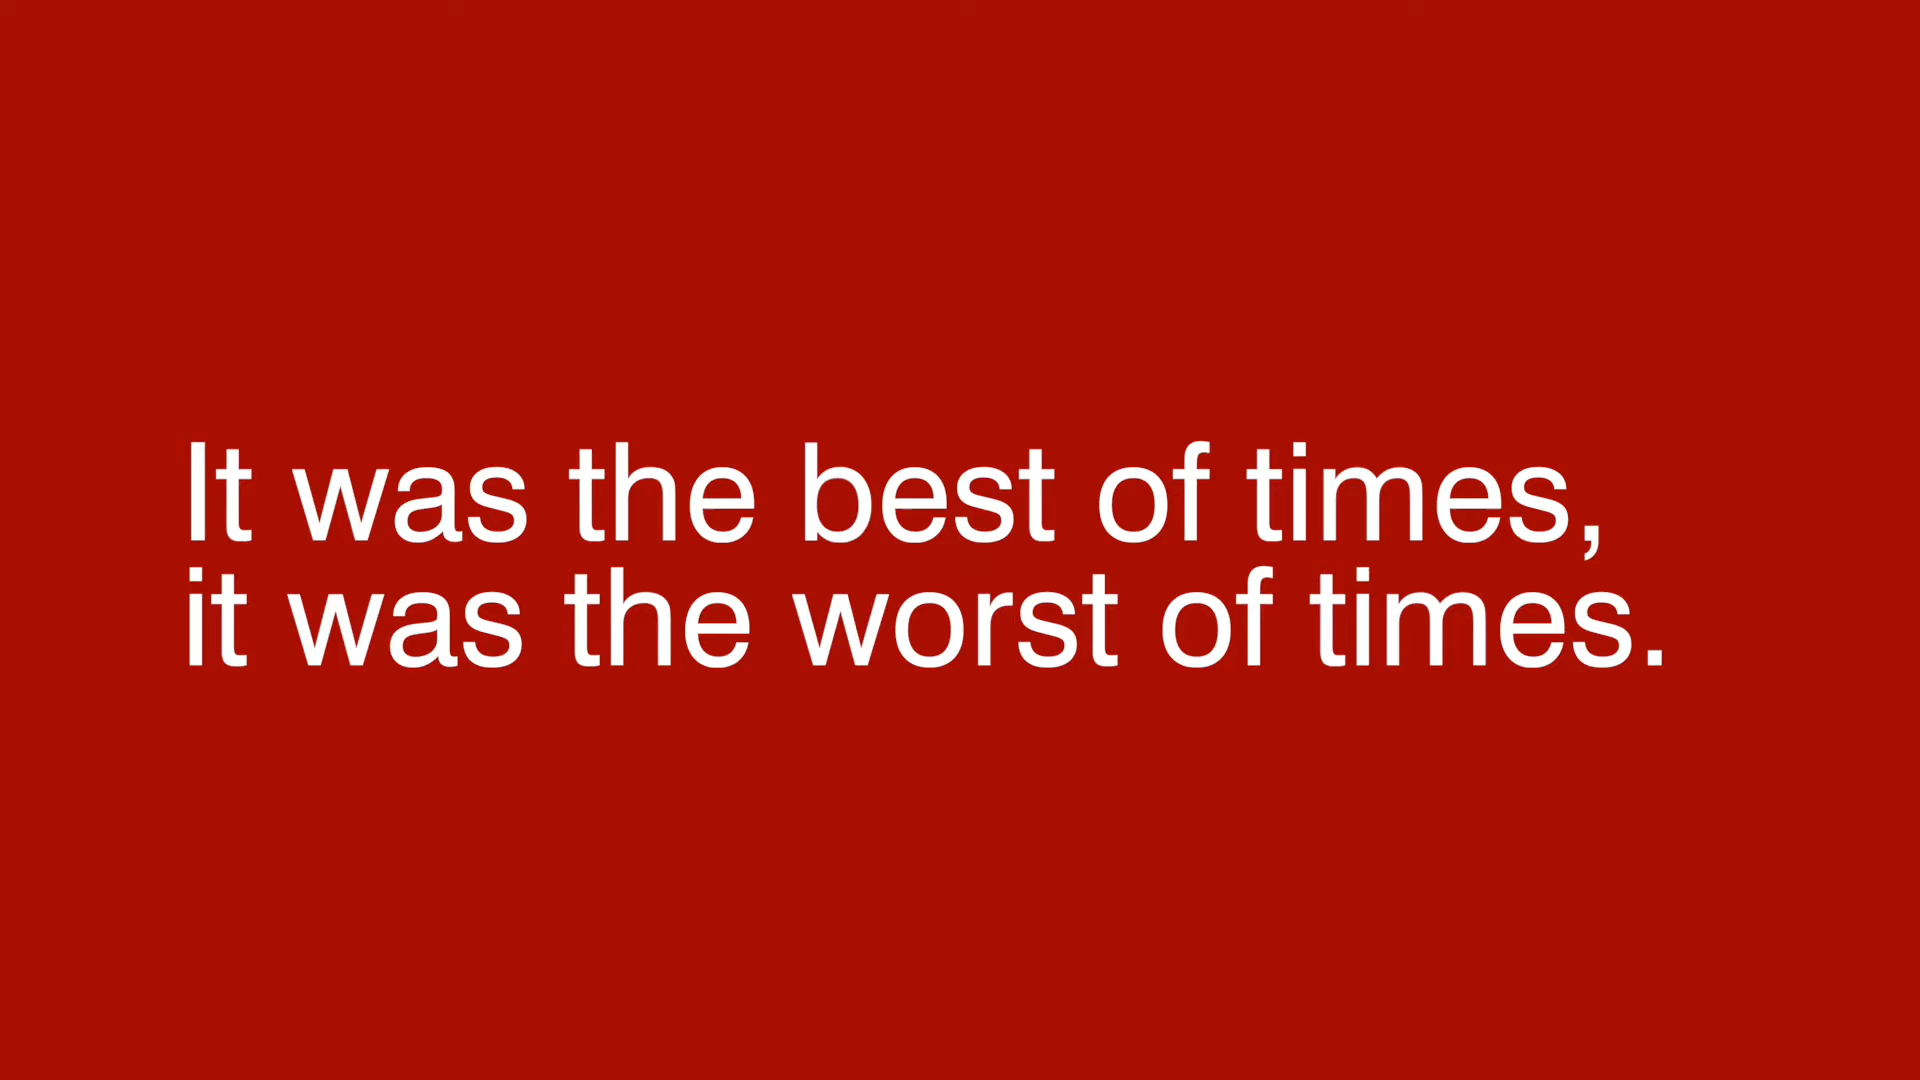 It was the best of times,
it was the worst of times.